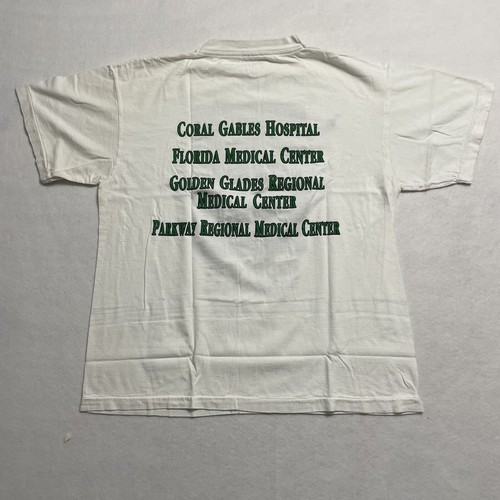 Coral Gables Hospital
Florida Medical Center
Golden Glades Regional
Medical Center
Parkway Regional Medical Center